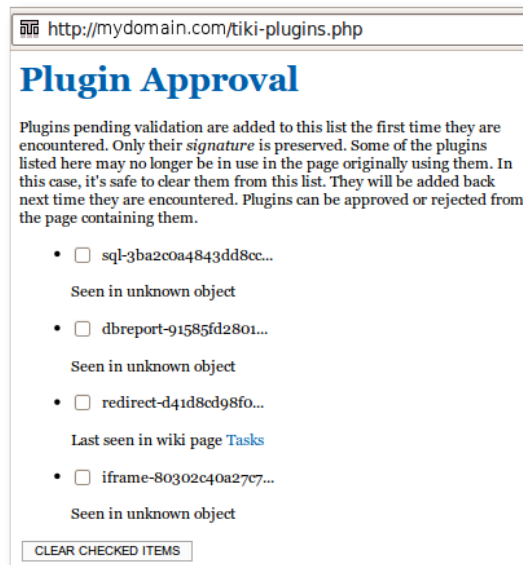 http://mydomain.com/tiki-plugins.php
Plugin Approval
Plugins pending validation are added to this list the first time they are
encountered. Only their signature is preserved. Some of the plugins
listed here may no longer be in use in the page originally using them. In
this case, it's safe to clear them from this list. They will be added back
next time they are encountered. Plugins can be approved or rejected from
the page containing them.
sql-3ba2c0a4843dd8cc...
Seen in unknown object
dbreport-91585fd2801...
Seen in unknown object
redirect-d41d8cd98f0...
Last seen in wiki page Tasks
iframe-80302c40a27c7...
Seen in unknown object
CLEAR CHECKED ITEMS